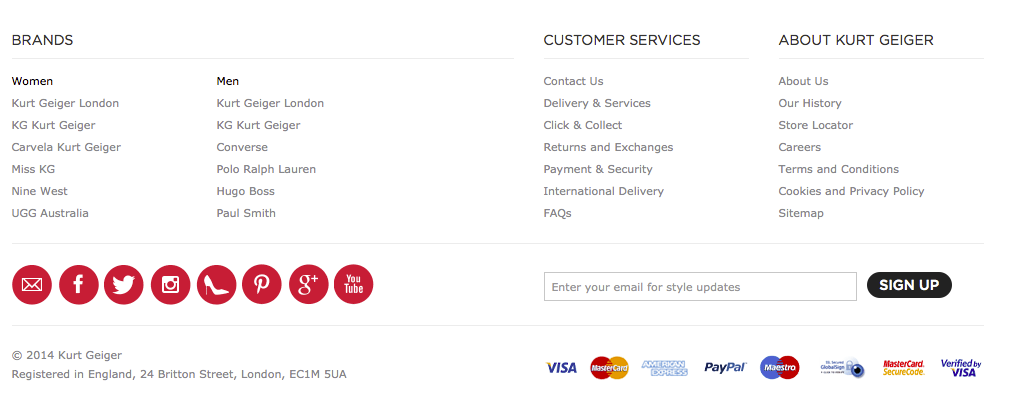 BRANDS
Women
Kurt Geiger London
KG Kurt Geiger
Carvela Kurt Geiger
Miss KG
Nine West
UGG Australia
Men
Kurt Geiger London
KG Kurt Geiger
Converse
Polo Ralph Lauren
Hugo Boss
Paul Smith
CUSTOMER SERVICES
Contact Us
Delivery & Services
Click & Collect
Returns and Exchanges
Payment & Security
International Delivery
FAQs
ABOUT KURT GEIGER
About Us
Our History
Store Locator
Careers
Terms and Conditions
Cookies and Privacy Policy
Sitemap
f
g+
You
Tube
Enter your email for style updates
SIGN UP
© 2014 Kurt Geiger
Registered in England, 24 Britton Street, London, EC1M 5UA
VISA
MasterCard
AMERICAN
EXPRESS
PayPal
Maestro
GlobalSign
MasterCard.
SecureCode.
Verified by
VISA